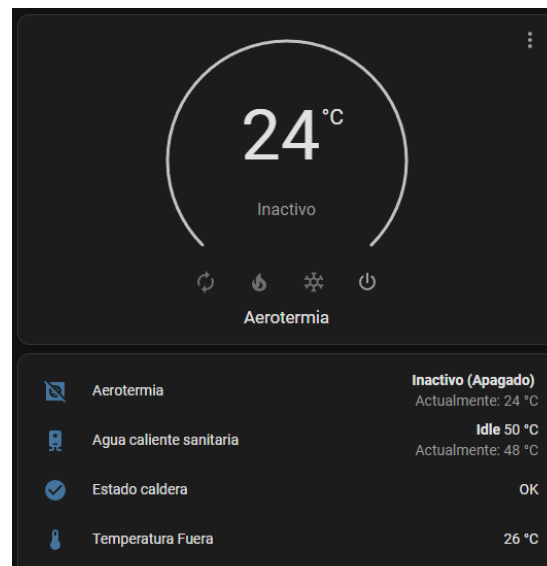 24 °C
Inactivo
Aerotermia
Aerotermia
Inactivo (Apagado)
Actualmente: 24 °C
Agua caliente sanitaria
Idle 50 °C
Actualmente: 48 °C
Estado caldera
OK
Temperatura Fuera
26 °C